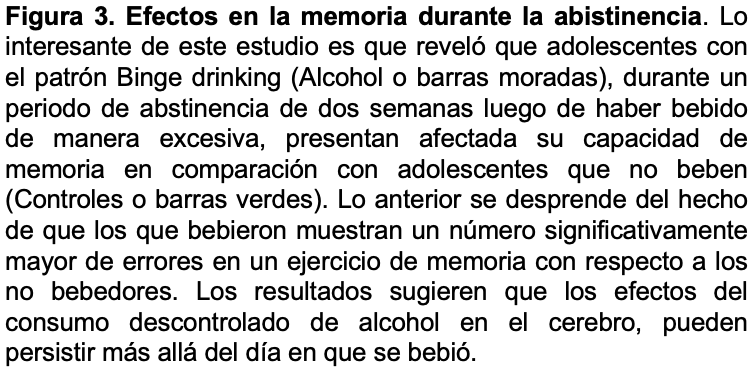 Figura 3. Efectos en la memoria durante la abistinencia. Lo
interesante de este estudio es que reveló que adolescentes con
el patrón Binge drinking (Alcohol o barras moradas), durante un
periodo de abstinencia de dos semanas luego de haber bebido
de manera excesiva, presentan afectada su capacidad de
memoria en comparación con adolescentes que no beben
(Controles o barras verdes). Lo anterior se desprende del hecho
de que los que bebieron muestran un número significativamente
mayor de errores en un ejercicio de memoria con respecto a los
no bebedores. Los resultados sugieren que los efectos del
consumo descontrolado de alcohol en el cerebro, pueden
persistir más allá del día en que se bebió.